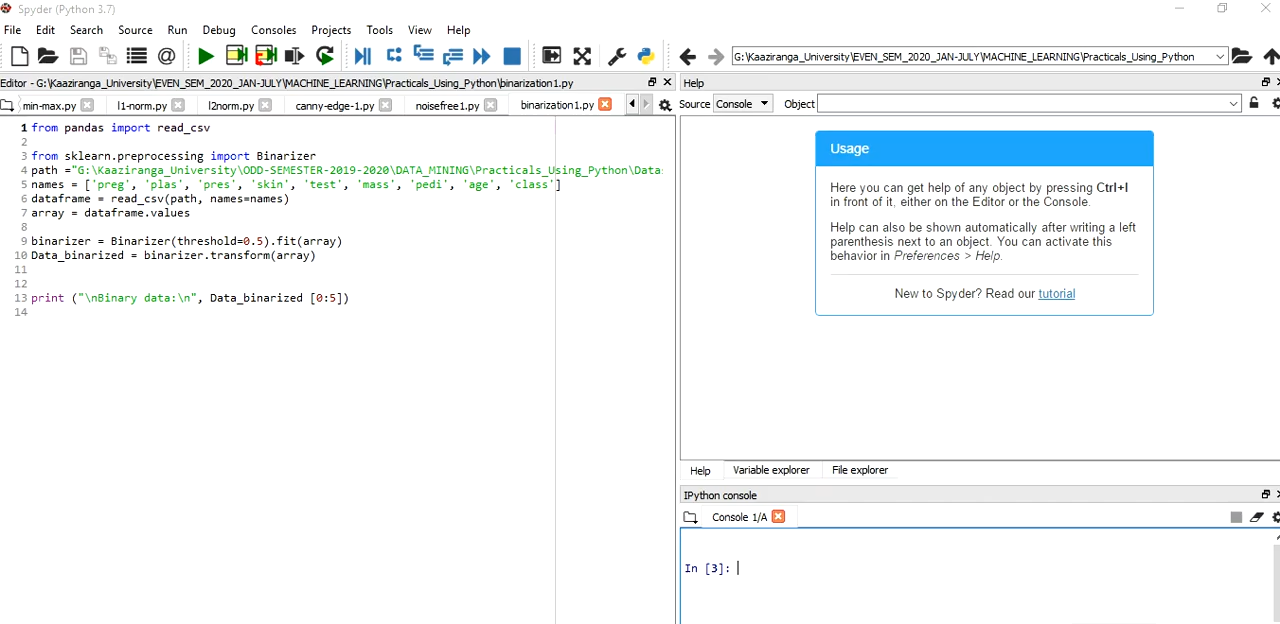 Spyder (Python 3.7)
File Edit Search Source Run Debug Consoles Projects Tools View Help
G:\Kaaziranga_University\EVEN_SEM_2020_JAN-JULY\MACHINE_LEARNING\Practicals_Using_Python
Editor - G:\Kaaziranga_University\EVEN_SEM_2020_JAN-JULY\MACHINE_LEARNING\Practicals_Using_Python\binarization1.py
min-max.py l1-norm.py l2norm.py canny-edge-1.py noisefree1.py binarization1.py
1 from pandas import read_csv
2
3 from sklearn.preprocessing import Binarizer
4 path ="G:\Kaaziranga_University\ODD-SEMESTER-2019-2020\DATA_MINING\Practicals_Using_Python\Data
5 names = ['preg', 'plas', 'pres', 'skin', 'test', 'mass', 'pedi', 'age', 'class']
6 dataframe = read_csv(path, names=names)
7 array = dataframe.values
8
9 binarizer = Binarizer(threshold=0.5).fit(array)
10 Data_binarized = binarizer.transform(array)
11
12
13 print ("\nBinary data:\n", Data_binarized [0:5])
14
Help
Source Console Object
Usage
Here you can get help of any object by pressing Ctrl+I
in front of it, either on the Editor or the Console.
Help can also be shown automatically after writing a left
parenthesis next to an object. You can activate this
behavior in Preferences > Help.
New to Spyder? Read our tutorial
Help Variable explorer File explorer
IPython console
Console 1/A
In [3]: